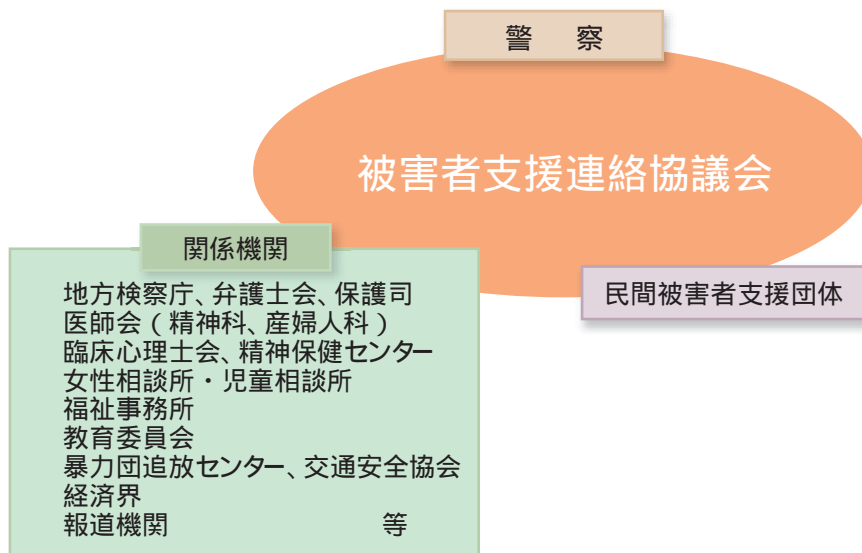 警 察
被害者支援連絡協議会
関係機関
地方検察庁、弁護士会、保護司
医師会(精神科、産婦人科)
臨床心理士会、精神保健センター
女性相談所・児童相談所
福祉事務所
教育委員会
暴力団追放センター、交通安全協会
経済界
報道機関 等
民間被害者支援団体